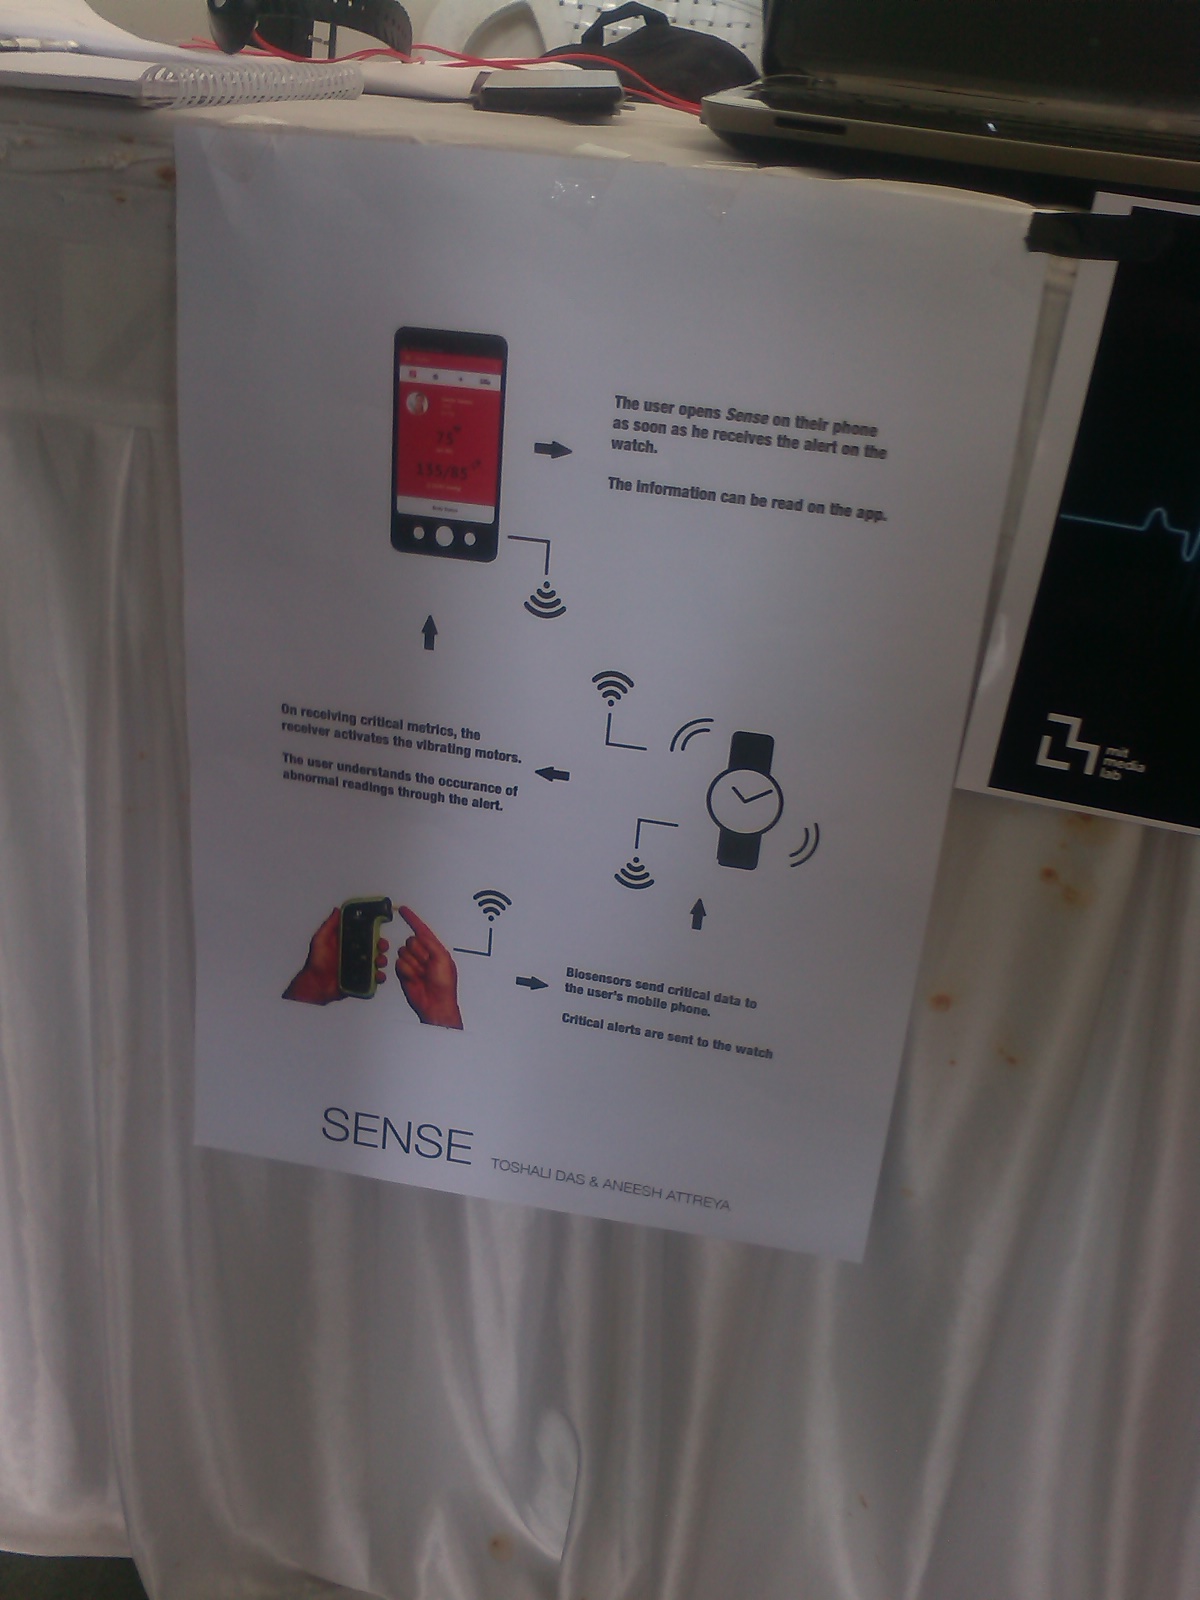 75
135/85
The user opens Sense on their phone
as soon as he receives the alert on the
watch.
The information can be read on the app.
On receiving critical metrics, the
receiver activates the vibrating motors.
The user understands the occurance of
abnormal readings through the alert.
Biosensors send critical data to
the user's mobile phone.
Critical alerts are sent to the watch
SENSE TOSHALI DAS & ANEESH ATTREYA
mit
media
lab